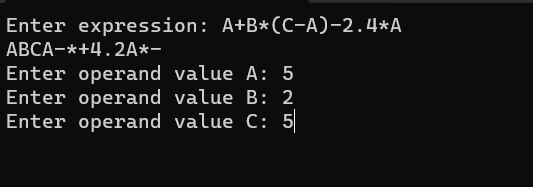 Enter expression: A+B*(C-A)-2.4*A
ABCA-*+4.2A*-
Enter operand value A: 5
Enter operand value B: 2
Enter operand value C: 5